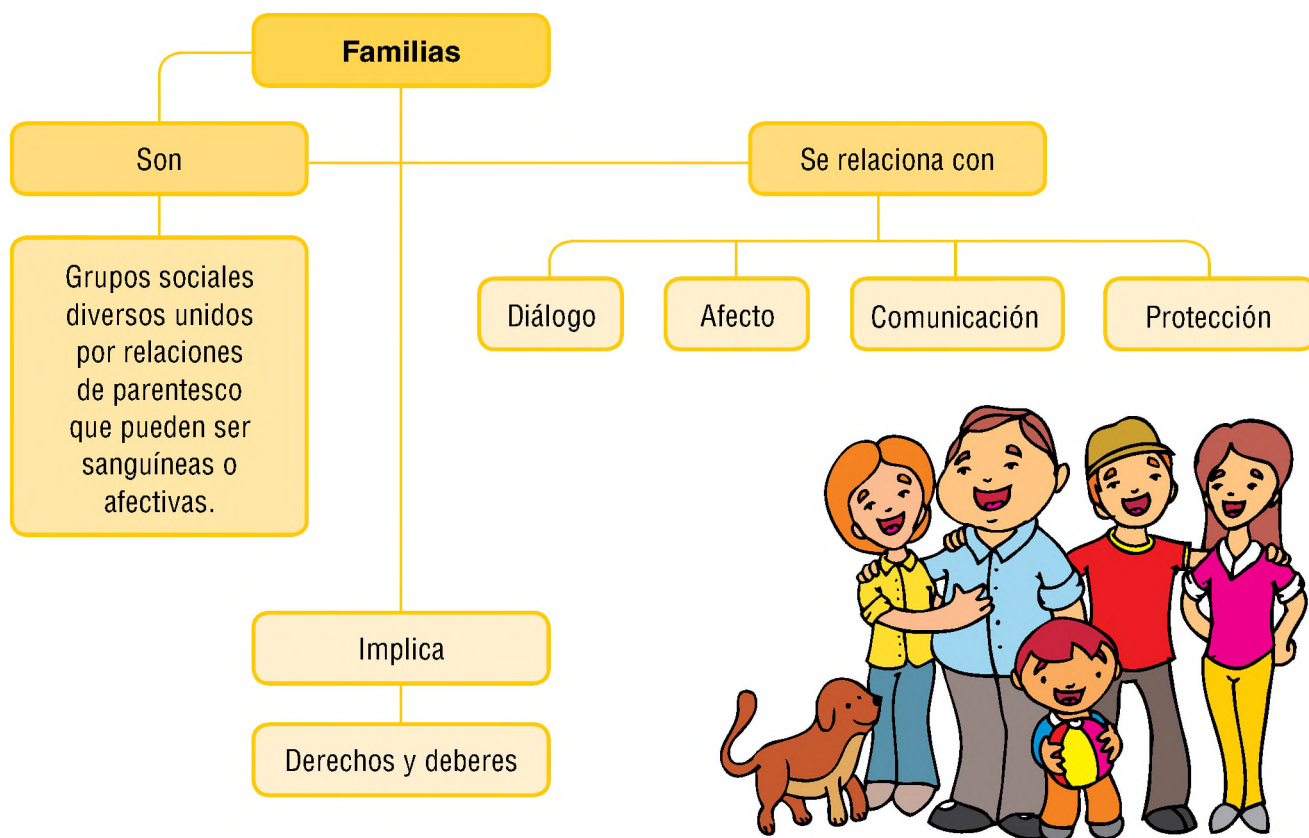 Familias
Son
Se relaciona con
Grupos sociales
diversos unidos
por relaciones
de parentesco
que pueden ser
sanguíneas o
afectivas.
Diálogo
Afecto
Comunicación
Protección
Implica
Derechos y deberes